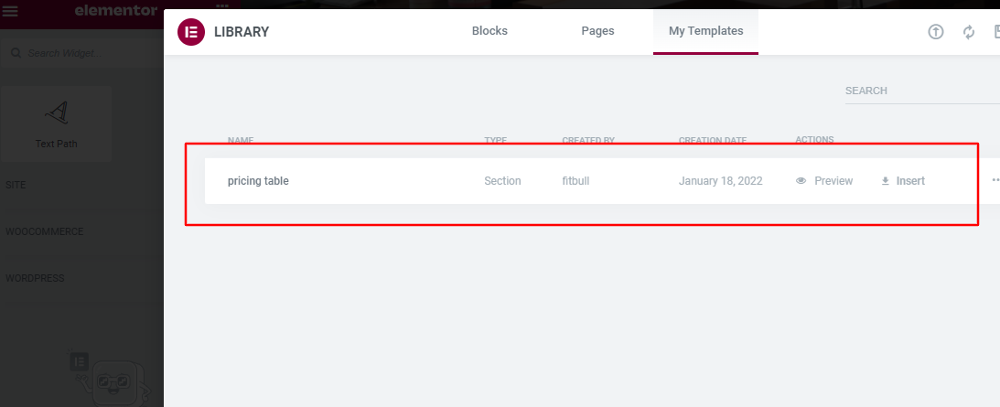 elementor
LIBRARY
Blocks
Pages
My Templates
Search Widget...
SEARCH
Text Path
NAME TYPE CREATED BY CREATION DATE ACTIONS
pricing table Section fitbull January 18, 2022 Preview Insert
SITE
WOOCOMMERCE
WORDPRESS